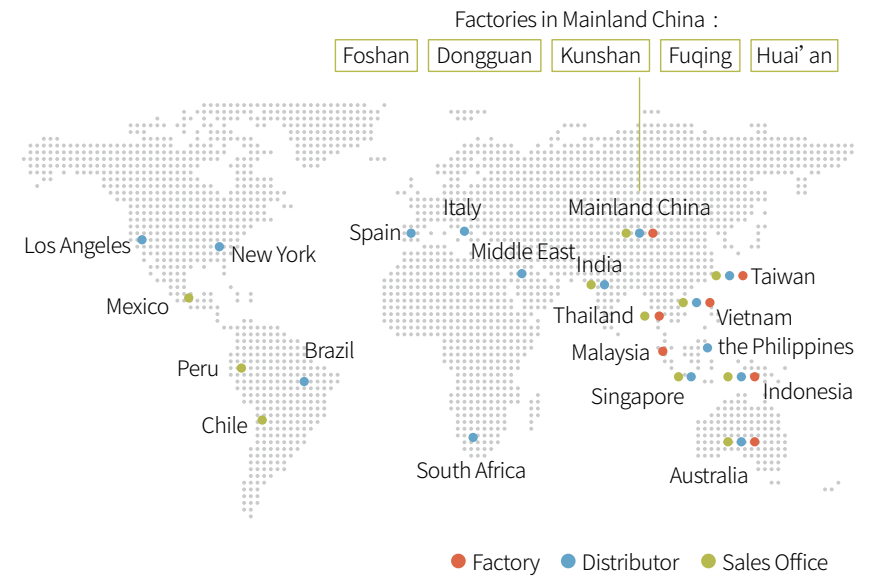 Factories in Mainland China：
Foshan
Dongguan
Kunshan
Fuqing
Huai’an
Italy
Mainland China
Spain
Los Angeles
New York
Middle East
India
Taiwan
Mexico
Thailand
Vietnam
Brazil
Malaysia
the Philippines
Peru
Singapore
Indonesia
Chile
South Africa
Australia
Factory
Distributor
Sales Office